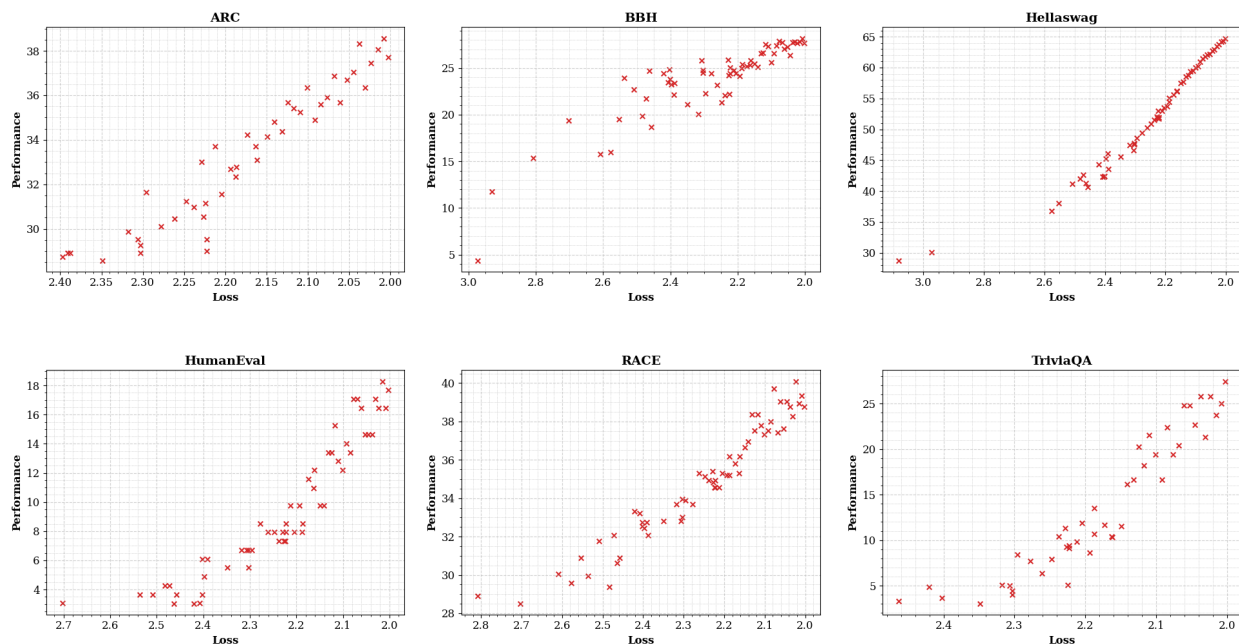 ARC
Performance
38
36
34
32
30
2.40 2.35 2.30 2.25 2.20 2.15 2.10 2.05 2.00
Loss
BBH
Performance
25
20
15
10
5
3.0 2.8 2.6 2.4 2.2 2.0
Loss
Hellaswag
Performance
65
60
55
50
45
40
35
30
3.0 2.8 2.6 2.4 2.2 2.0
Loss
HumanEval
Performance
18
16
14
12
10
8
6
4
2.7 2.6 2.5 2.4 2.3 2.2 2.1 2.0
Loss
RACE
Performance
40
38
36
34
32
30
28
2.8 2.7 2.6 2.5 2.4 2.3 2.2 2.1 2.0
Loss
TriviaQA
Performance
25
20
15
10
5
2.4 2.3 2.2 2.1 2.0
Loss